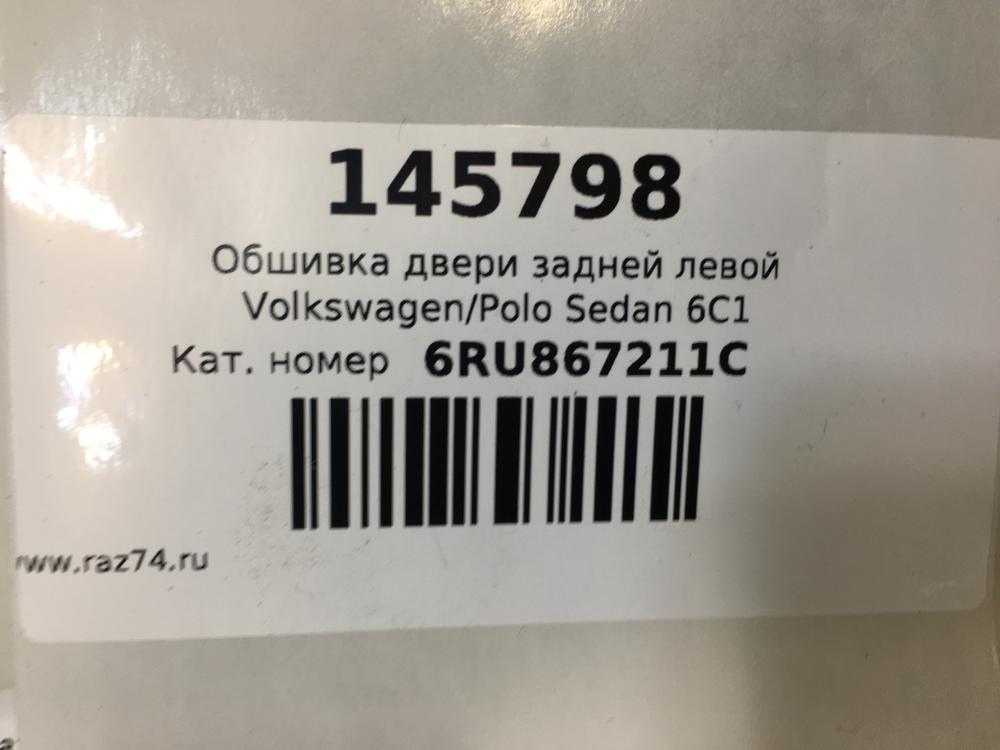 145798
Обшивка двери задней левой
Volkswagen/Polo Sedan 6C1
Кат. номер 6RU867211C
www.raz74.ru